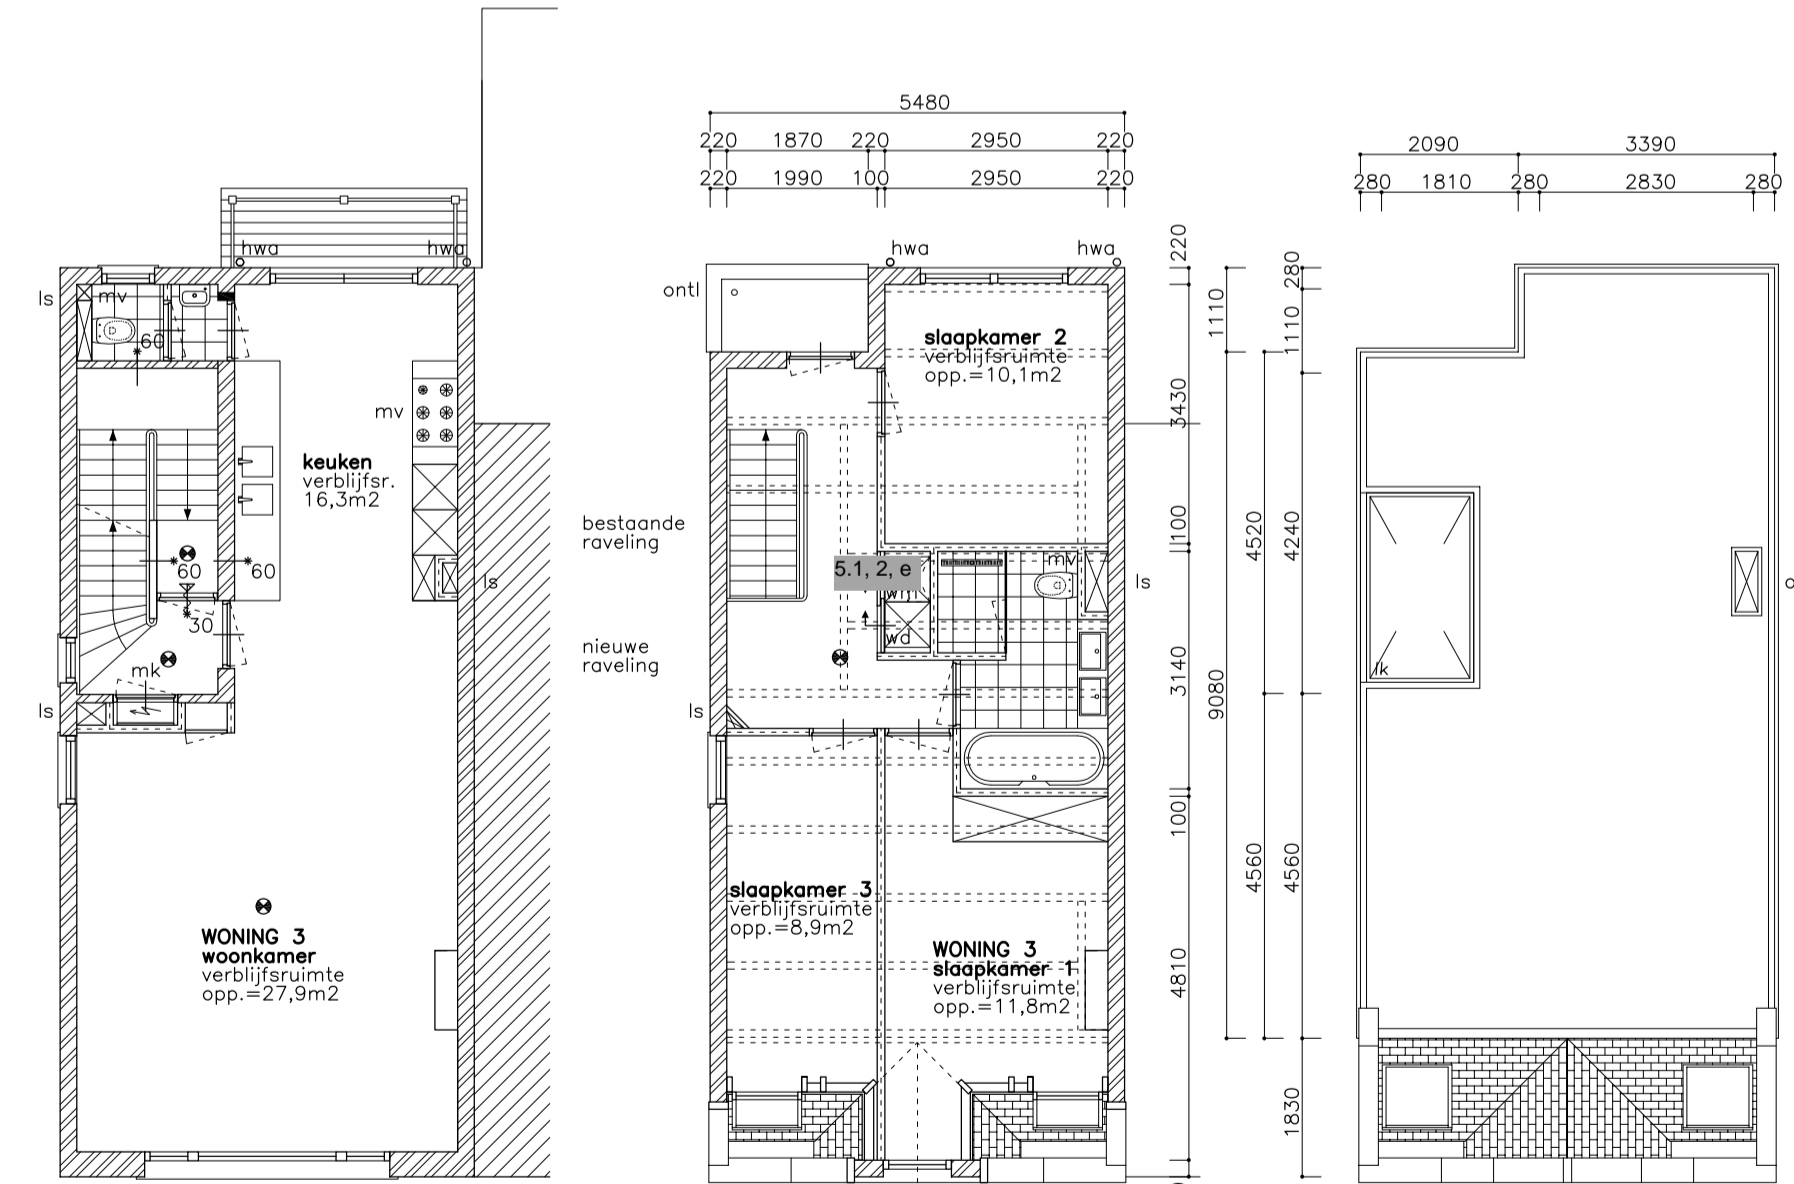 5480
220 1870 220 2950 220
220 1990 100 2950 220
2090 3390
280 1810 280 2830 280
hwa hwa
hwa hwa
ls
mv
60
mv
keuken
verblijfsr.
16,3m2
60
60
ls
30
mk
ls
WONING 3
woonkamer
verblijfsruimte
opp.=27,9m2
bestaande
raveling
nieuwe
raveling
ontl
slaapkamer 2
verblijfsruimte
opp.=10,1m2
mv
5.1, 2, e
wm
wd
ls
ls
slaapkamer 3
verblijfsruimte
opp.=8,9m2
WONING 3
slaapkamer 1
verblijfsruimte
opp.=11,8m2
220
3430
100
3140
100
4810
1110
9080
4520
4560
280
1110
4240
4560
1830
lk